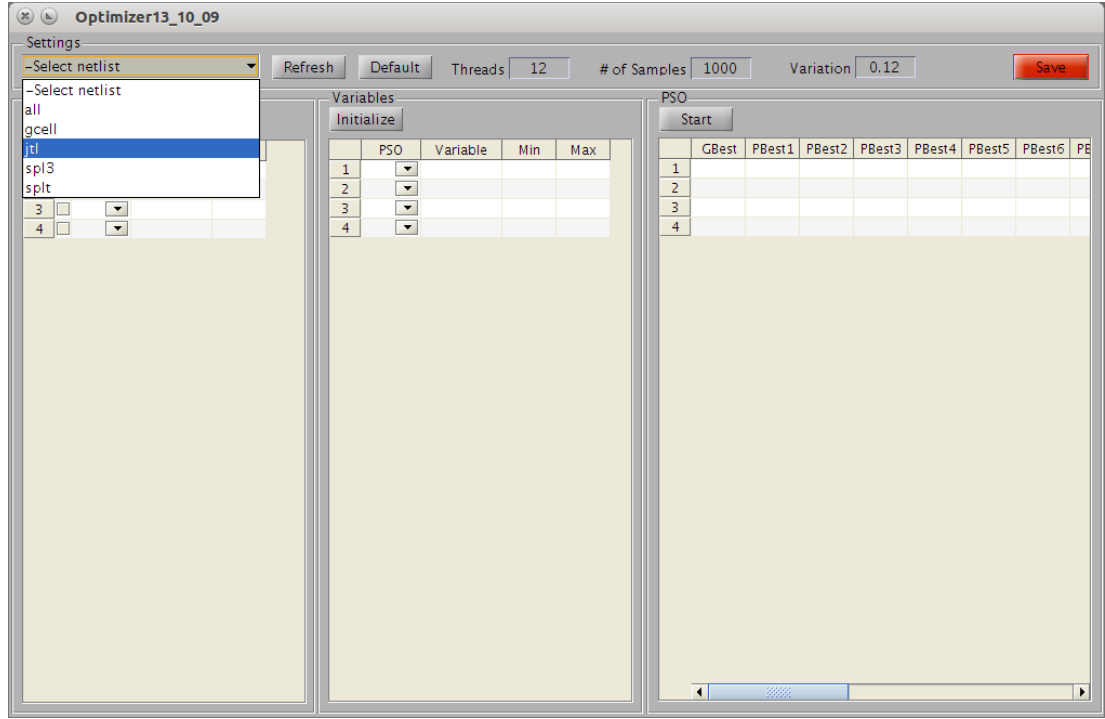 Optimizer13_10_09
Settings
–Select netlist Refresh Default Threads 12 # of Samples 1000 Variation 0.12 Save
–Select netlist
all
gcell
jtl
spl3
splt
3
4
Variables
Initialize
PSO Variable Min Max
1
2
3
4
PSO
Start
GBest PBest1 PBest2 PBest3 PBest4 PBest5 PBest6 PB
1
2
3
4